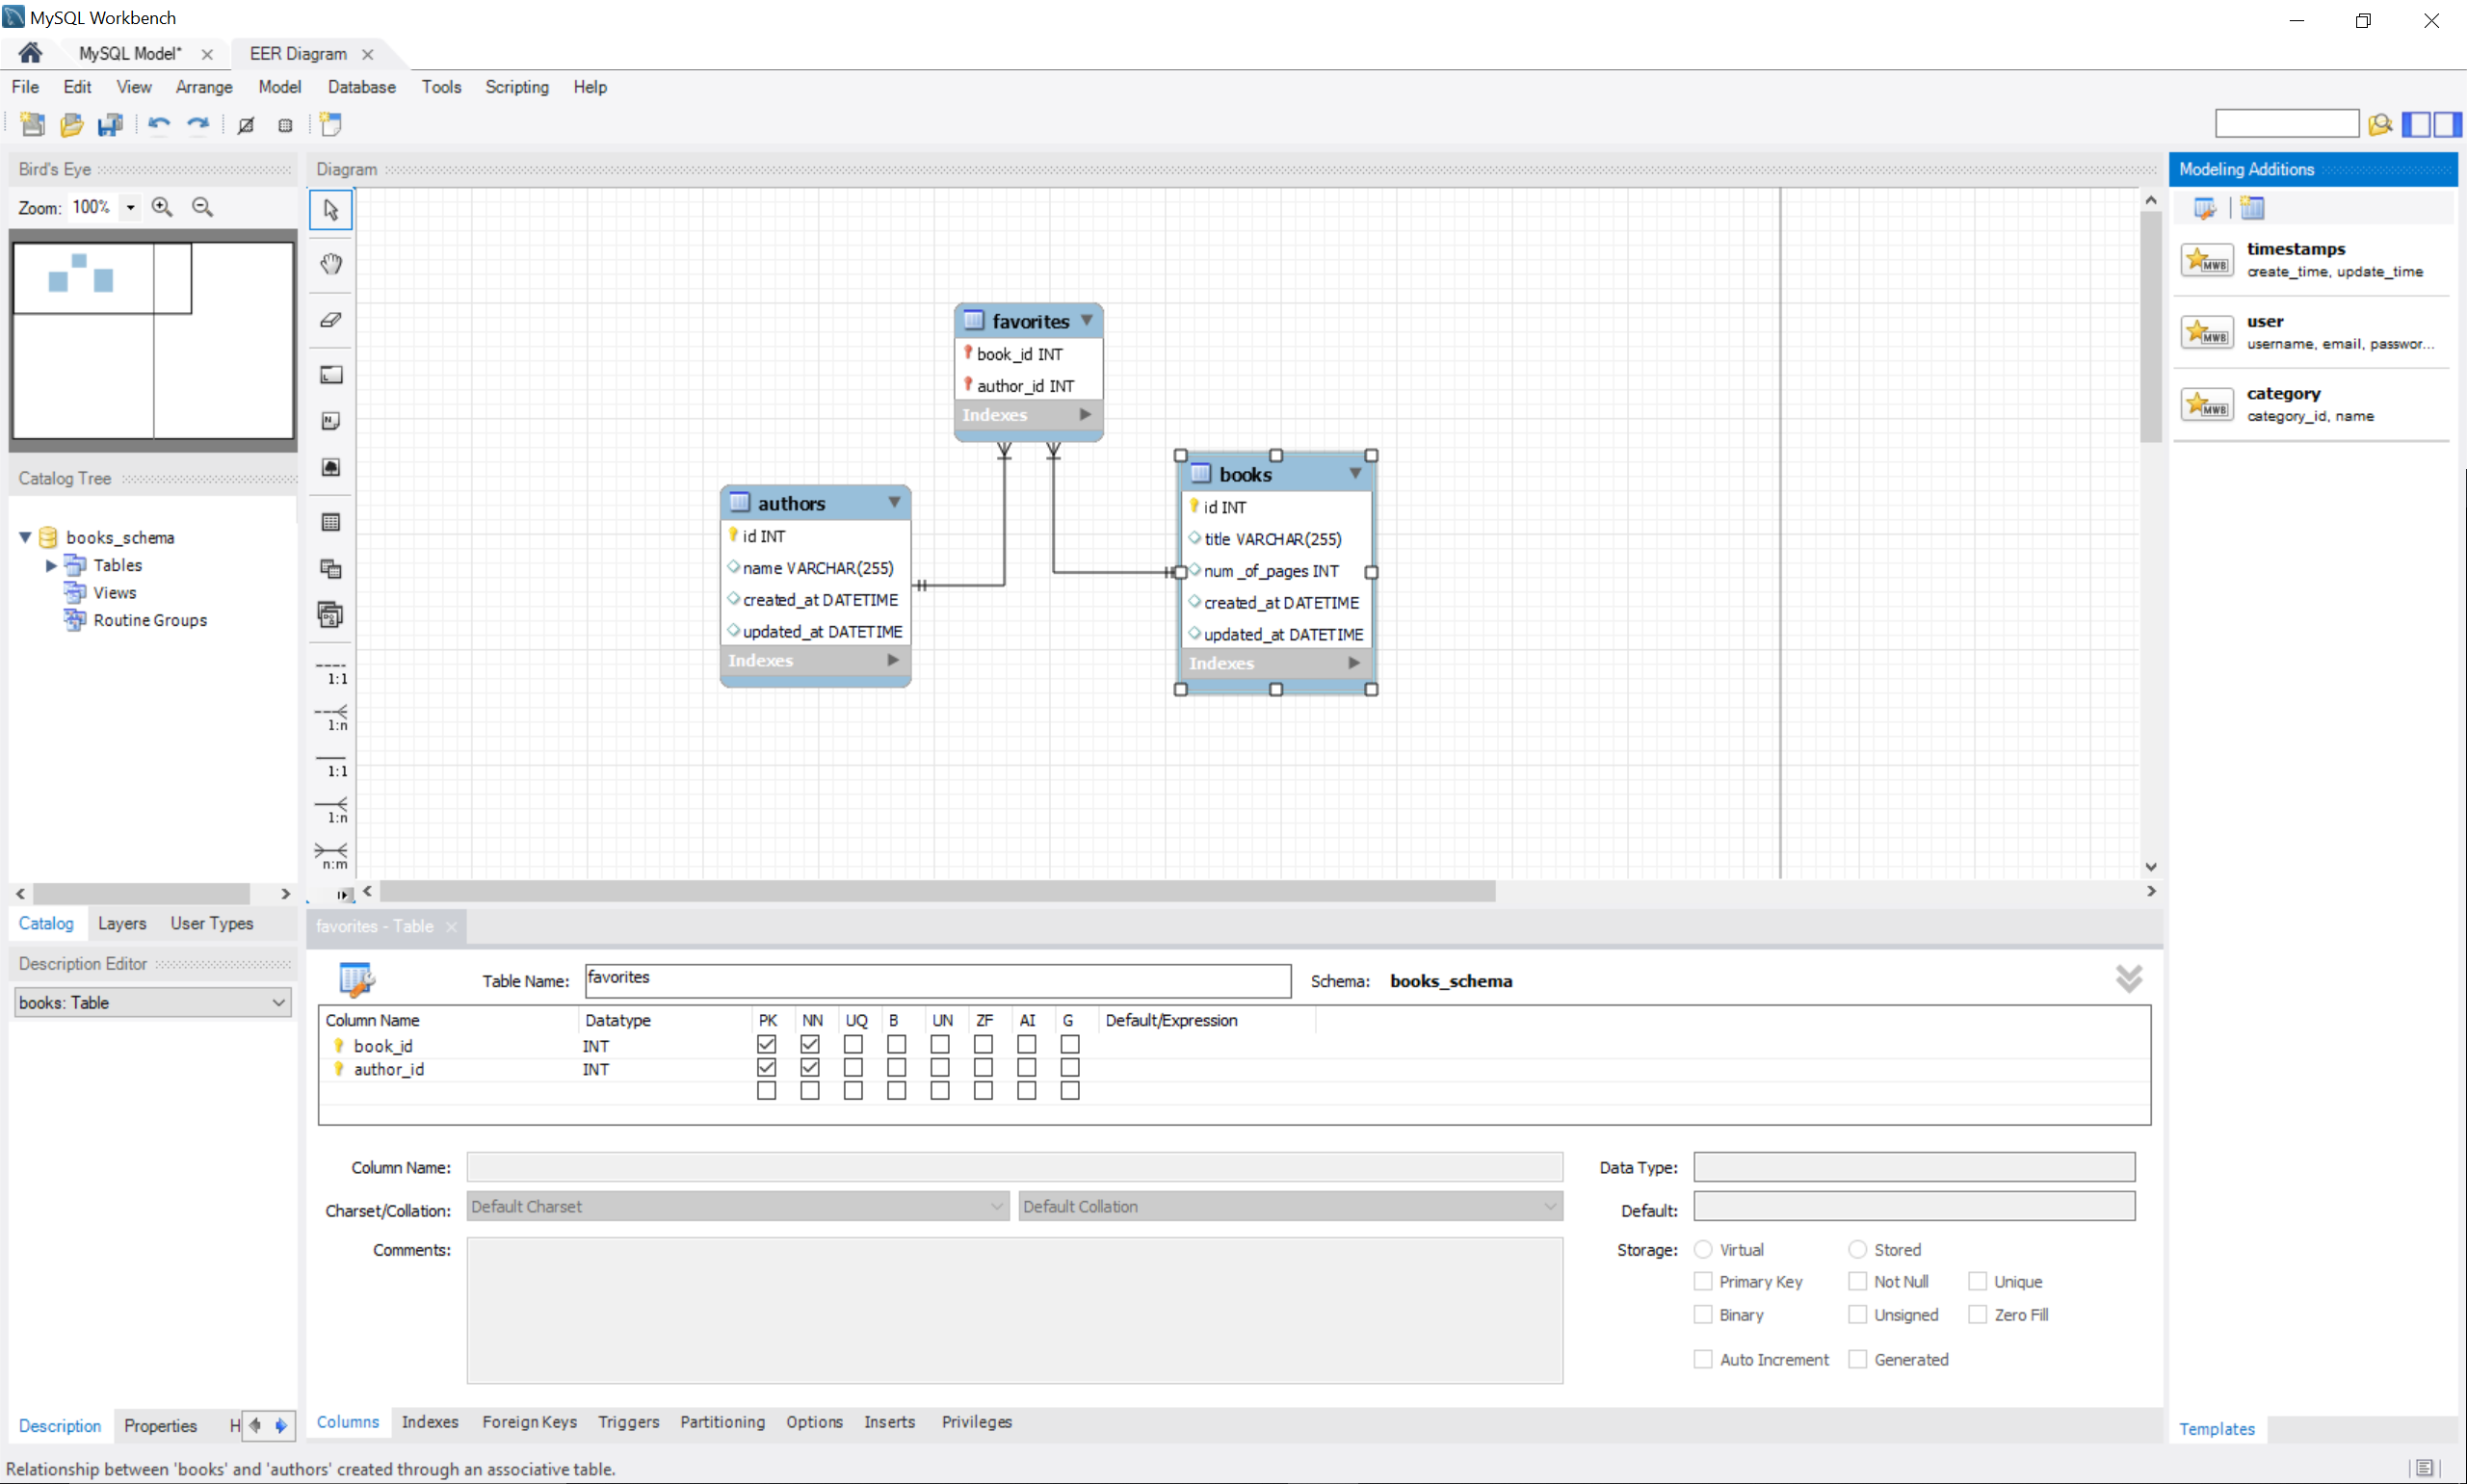 MySQL Workbench
MySQL Model*
EER Diagram
File Edit View Arrange Model Database Tools Scripting Help
Bird's Eye
Zoom: 100%
Catalog Tree
books_schema
Tables
Views
Routine Groups
Catalog Layers User Types
Description Editor
books: Table
Description Properties H
Diagram
1:1
1:n
1:1
1:n
n:m
favorites
book_id INT
author_id INT
Indexes
authors
id INT
name VARCHAR(255)
created_at DATETIME
updated_at DATETIME
Indexes
books
id INT
title VARCHAR(255)
num_of_pages INT
created_at DATETIME
updated_at DATETIME
Indexes
favorites - Table
Table Name: favorites Schema: books_schema
Column Name Datatype PK NN UQ B UN ZF AI G Default/Expression
book_id INT
author_id INT
Column Name: Data Type:
Charset/Collation: Default Charset Default Collation Default:
Comments: Storage: Virtual Stored
Primary Key Not Null Unique
Binary Unsigned Zero Fill
Auto Increment Generated
Columns Indexes Foreign Keys Triggers Partitioning Options Inserts Privileges
Modeling Additions
MWB
timestamps
create_time, update_time
MWB
user
username, email, passwor...
MWB
category
category_id, name
Templates
Relationship between 'books' and 'authors' created through an associative table.